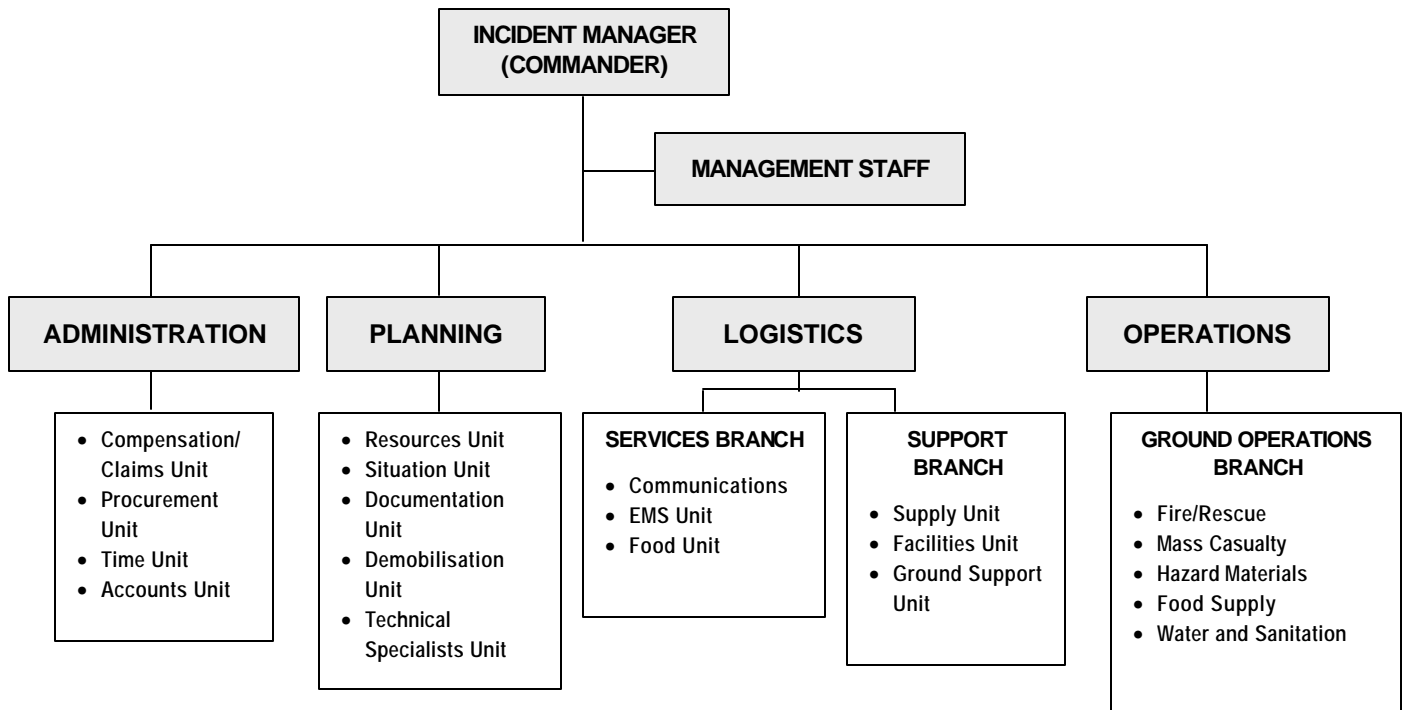 INCIDENT MANAGER
(COMMANDER)
MANAGEMENT STAFF
ADMINISTRATION
PLANNING
LOGISTICS
OPERATIONS
• Compensation/
Claims Unit
• Procurement
Unit
• Time Unit
• Accounts Unit
• Resources Unit
• Situation Unit
• Documentation
Unit
• Demobilisation
Unit
• Technical
Specialists Unit
SERVICES BRANCH
• Communications
• EMS Unit
• Food Unit
SUPPORT
BRANCH
• Supply Unit
• Facilities Unit
• Ground Support
Unit
GROUND OPERATIONS
BRANCH
• Fire/Rescue
• Mass Casualty
• Hazard Materials
• Food Supply
• Water and Sanitation